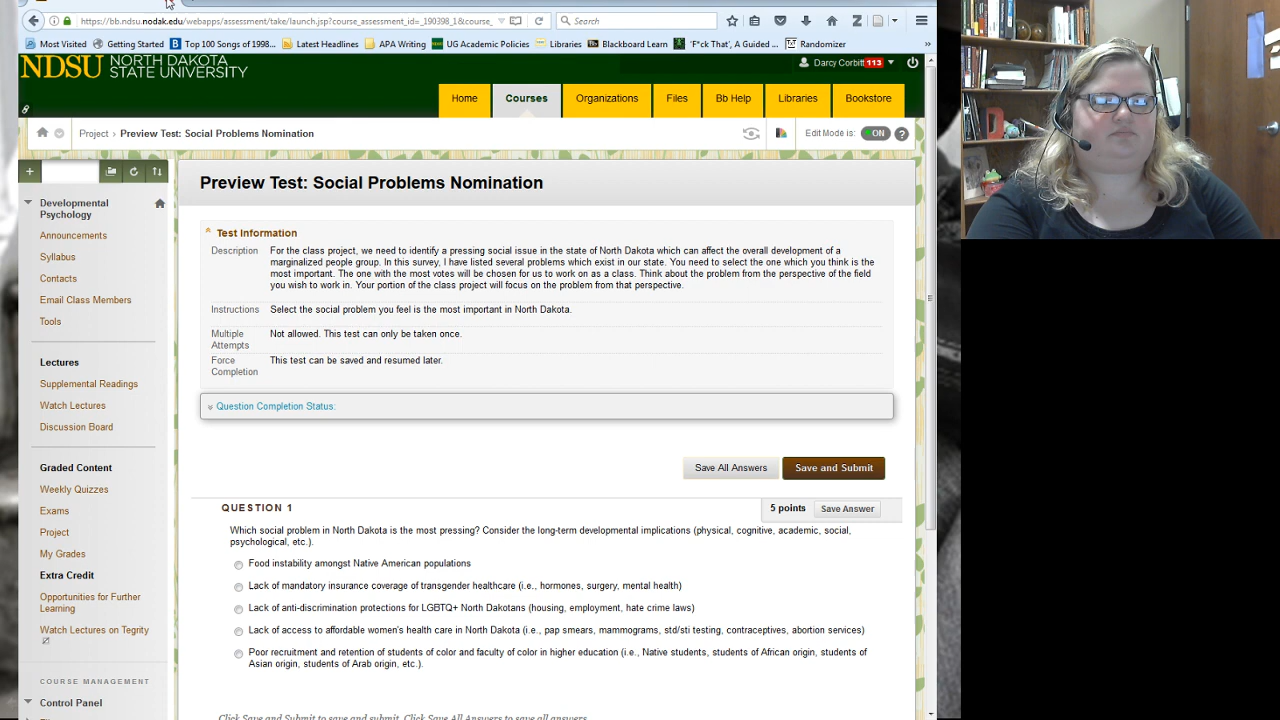 https://bb.ndsu.nodak.edu/webapps/assessment/take/launch.jsp?course_assessment_id=_190398_1&course_
Search
Most Visited
Getting Started
Top 100 Songs of 1998...
Latest Headlines
APA Writing
UG Academic Policies
Libraries
Blackboard Learn
'F*ck That', A Guided ...
Randomizer
NDSU NORTH DAKOTA
STATE UNIVERSITY
Darcy Corbitt 113
Home
Courses
Organizations
Files
Bb Help
Libraries
Bookstore
Project > Preview Test: Social Problems Nomination
Edit Mode is: ON ?
Developmental
Psychology
Announcements
Syllabus
Contacts
Email Class Members
Tools
Lectures
Supplemental Readings
Watch Lectures
Discussion Board
Graded Content
Weekly Quizzes
Exams
Project
My Grades
Extra Credit
Opportunities for Further
Learning
Watch Lectures on Tegrity
COURSE MANAGEMENT
Control Panel
Preview Test: Social Problems Nomination
Test Information
Description
For the class project, we need to identify a pressing social issue in the state of North Dakota which can affect the overall development of a
marginalized people group. In this survey, I have listed several problems which exist in our state. You need to select the one which you think is the
most important. The one with the most votes will be chosen for us to work on as a class. Think about the problem from the perspective of the field
you wish to work in. Your portion of the class project will focus on the problem from that perspective.
Instructions
Select the social problem you feel is the most important in North Dakota.
Multiple
Attempts
Not allowed. This test can only be taken once.
Force
Completion
This test can be saved and resumed later.
Question Completion Status:
Save All Answers
Save and Submit
QUESTION 1
5 points
Save Answer
Which social problem in North Dakota is the most pressing? Consider the long-term developmental implications (physical, cognitive, academic, social,
psychological, etc.).
Food instability amongst Native American populations
Lack of mandatory insurance coverage of transgender healthcare (i.e., hormones, surgery, mental health)
Lack of anti-discrimination protections for LGBTQ+ North Dakotans (housing, employment, hate crime laws)
Lack of access to affordable women's health care in North Dakota (i.e., pap smears, mammograms, std/sti testing, contraceptives, abortion services)
Poor recruitment and retention of students of color and faculty of color in higher education (i.e., Native students, students of African origin, students of
Asian origin, students of Arab origin, etc.).
Click Save and Submit to save and submit. Click Save All Answers to save all answers.